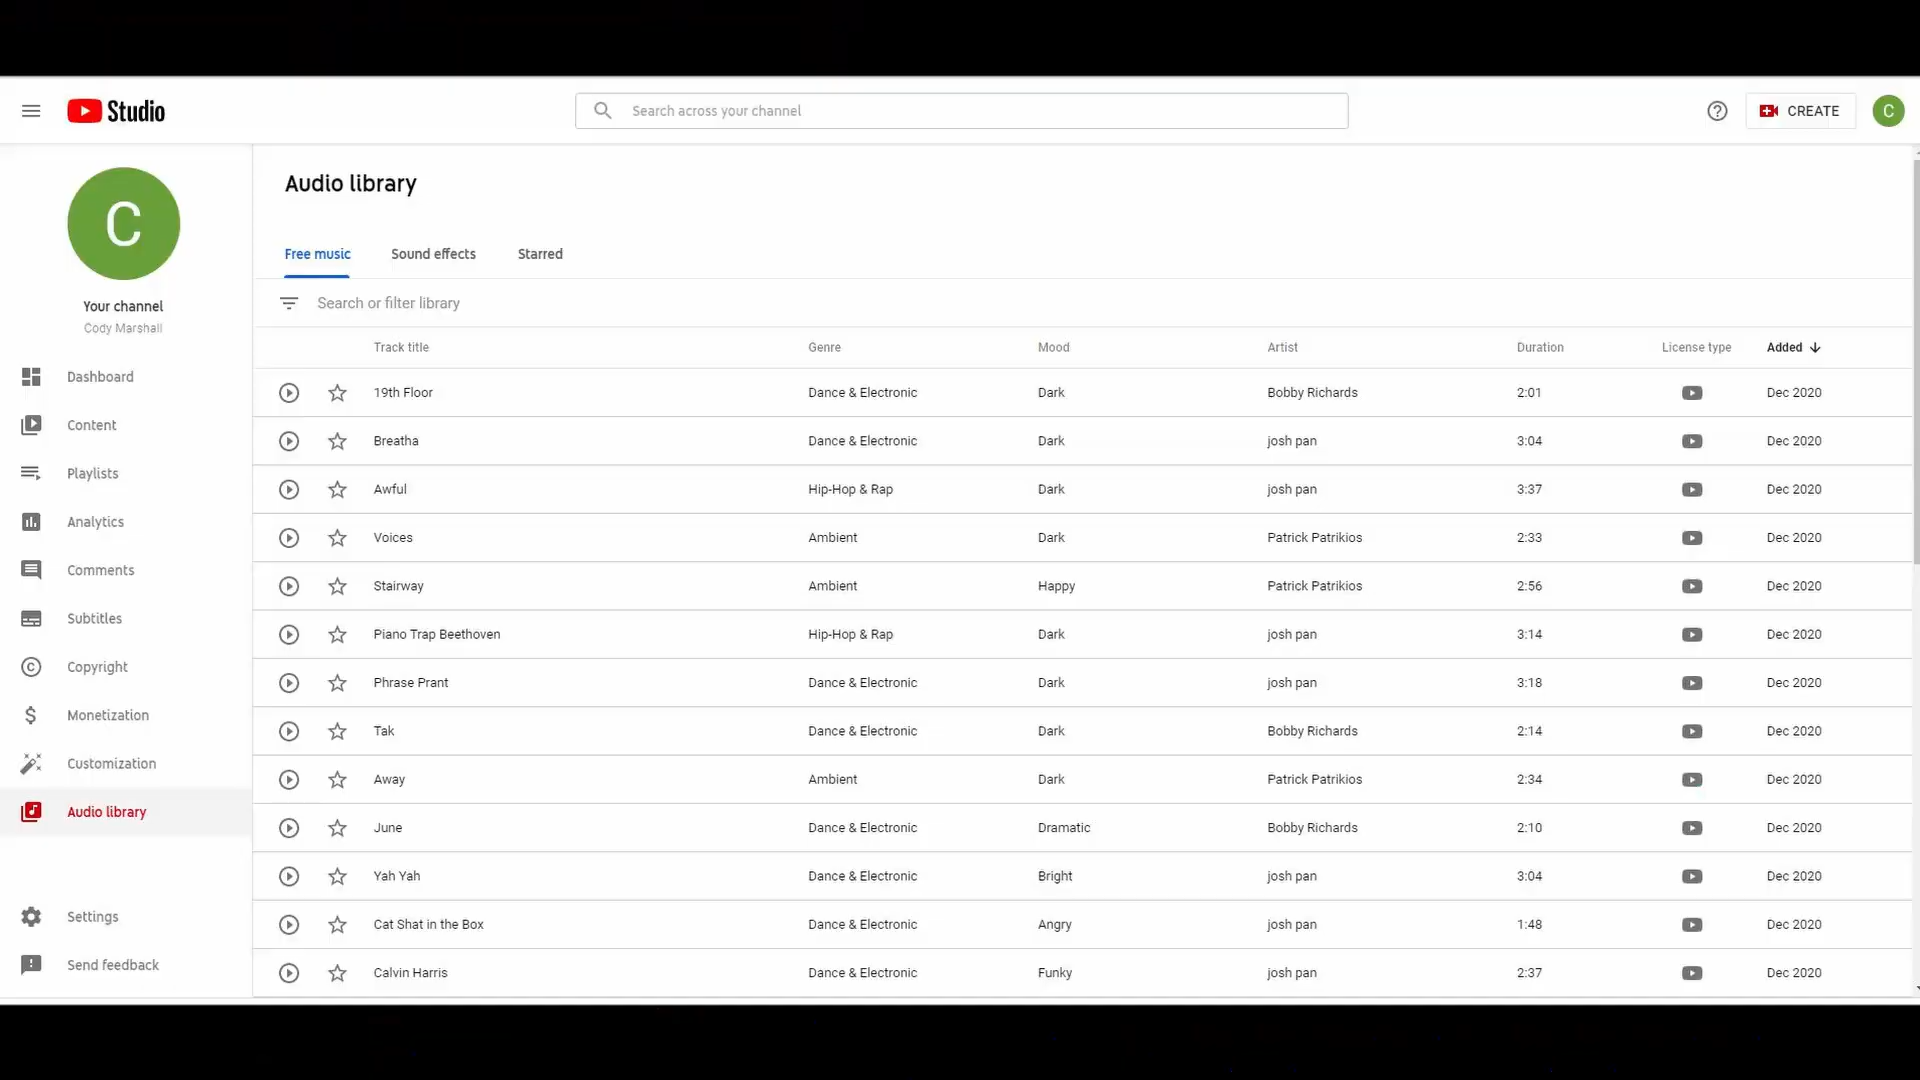 Studio
Search across your channel
CREATE
C
C
Your channel
Cody Marshall
Dashboard
Content
Playlists
Analytics
Comments
Subtitles
Copyright
Monetization
Customization
Audio library
Settings
Send feedback
Audio library
Free music Sound effects Starred
Search or filter library
Track title Genre Mood Artist Duration License type Added
19th Floor Dance & Electronic Dark Bobby Richards 2:01 Dec 2020
Breatha Dance & Electronic Dark josh pan 3:04 Dec 2020
Awful Hip-Hop & Rap Dark josh pan 3:37 Dec 2020
Voices Ambient Dark Patrick Patrikios 2:33 Dec 2020
Stairway Ambient Happy Patrick Patrikios 2:56 Dec 2020
Piano Trap Beethoven Hip-Hop & Rap Dark josh pan 3:14 Dec 2020
Phrase Prant Dance & Electronic Dark josh pan 3:18 Dec 2020
Tak Dance & Electronic Dark Bobby Richards 2:14 Dec 2020
Away Ambient Dark Patrick Patrikios 2:34 Dec 2020
June Dance & Electronic Dramatic Bobby Richards 2:10 Dec 2020
Yah Yah Dance & Electronic Bright josh pan 3:04 Dec 2020
Cat Shat in the Box Dance & Electronic Angry josh pan 1:48 Dec 2020
Calvin Harris Dance & Electronic Funky josh pan 2:37 Dec 2020